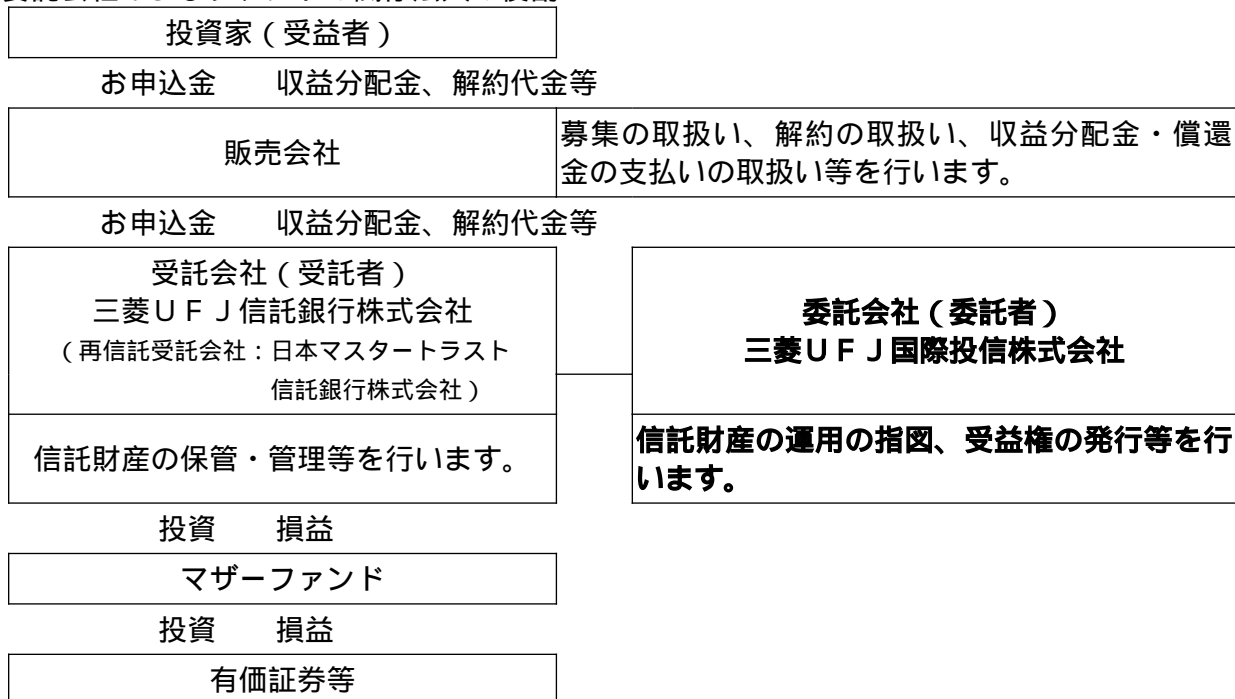 投資家（受益者）
お申込金　　収益分配金、解約代金等
販売会社
募集の取扱い、解約の取扱い、収益分配金・償還
金の支払いの取扱い等を行います。
お申込金　　収益分配金、解約代金等
受託会社（受託者）
三菱ＵＦＪ信託銀行株式会社
（再信託受託会社：日本マスタートラスト
信託銀行株式会社）
委託会社（委託者）
三菱ＵＦＪ国際投信株式会社
信託財産の保管・管理等を行います。
信託財産の運用の指図、受益権の発行等を行
います。
投資　　損益
マザーファンド
投資　　損益
有価証券等